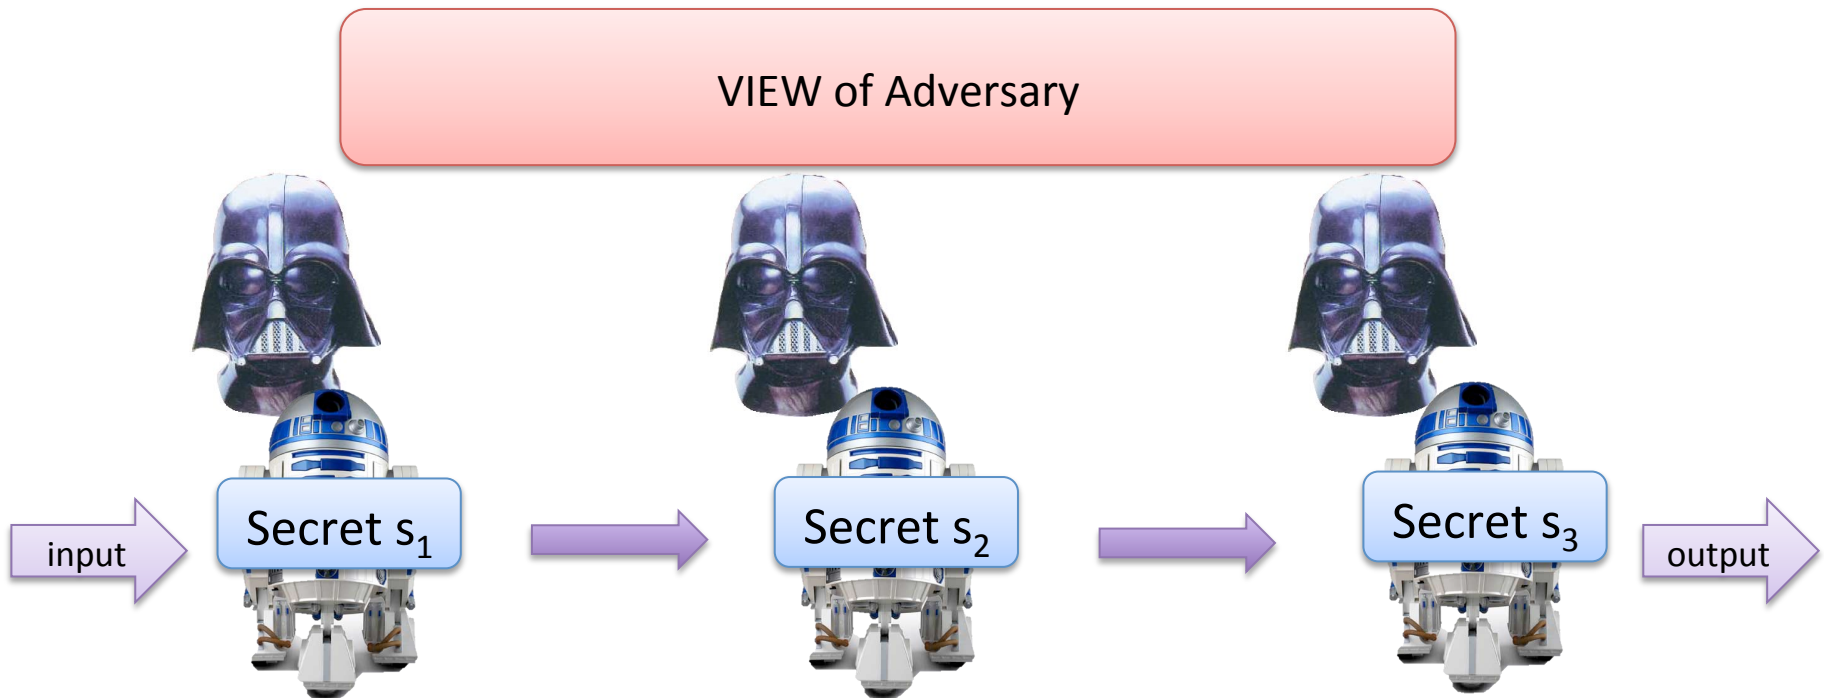 VIEW of Adversary
input
Secret s₁
Secret s₂
Secret s₃
output